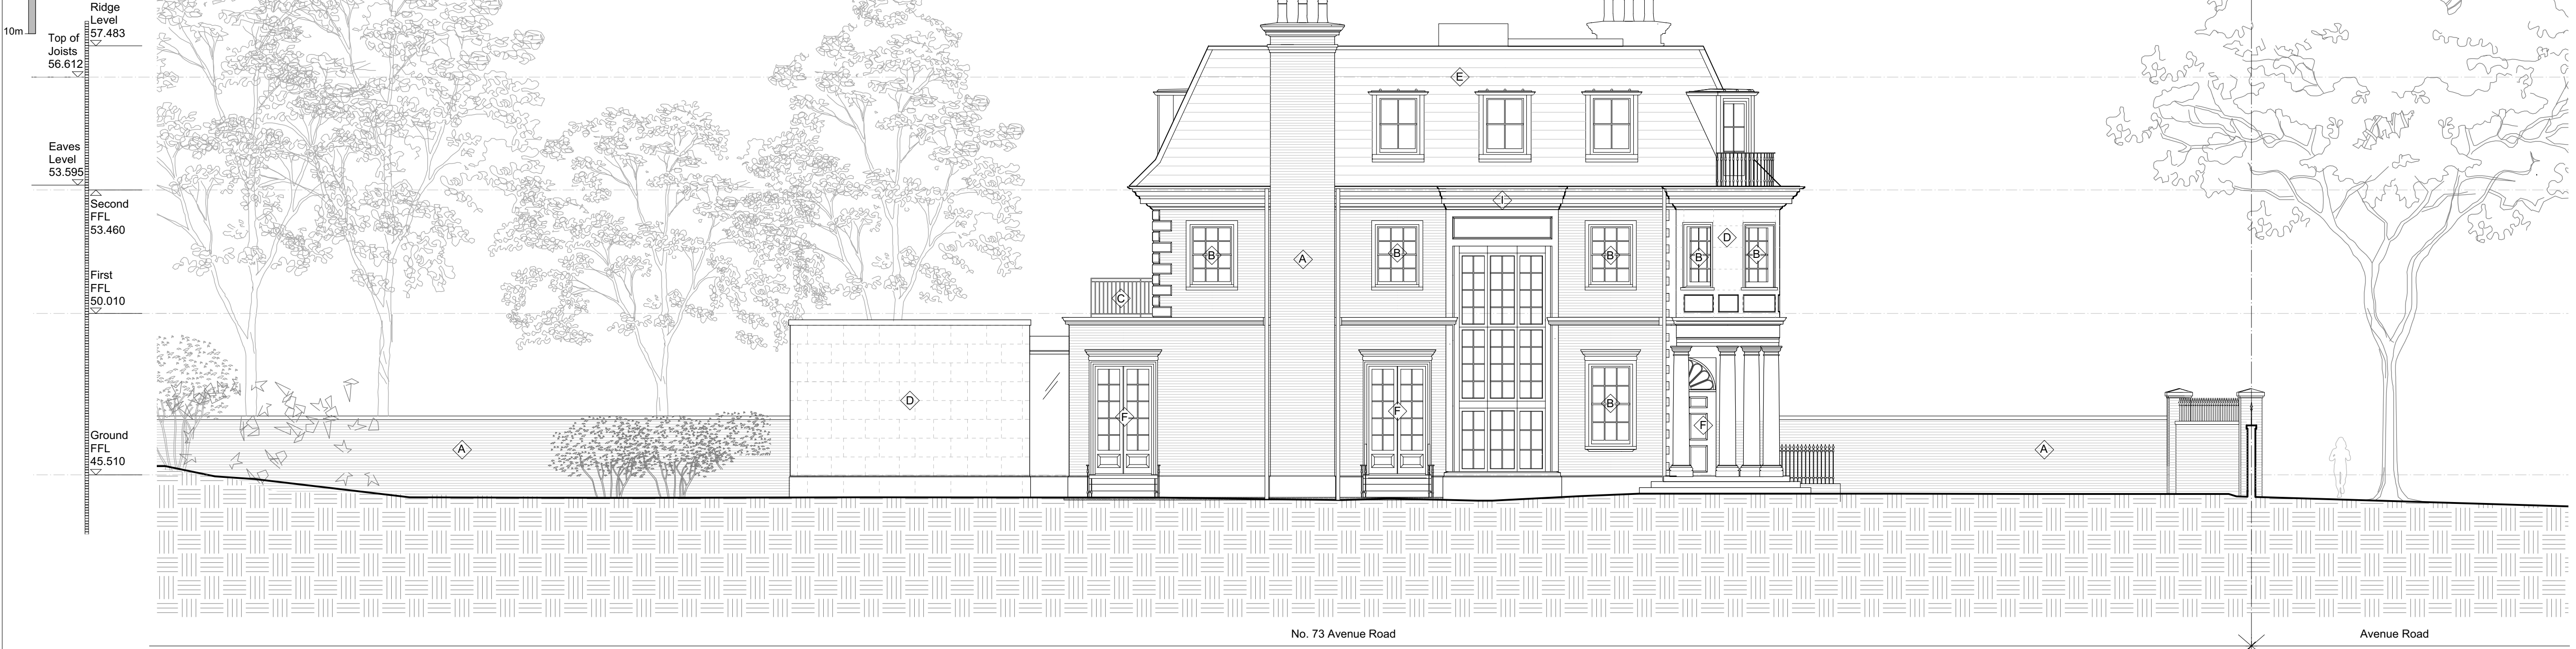 10m
Ridge
Level
57.483
Top of
Joists
56.612
Eaves
Level
53.595
Second
FFL
53.460
First
FFL
50.010
Ground
FFL
45.510
E
I
B
A
B
B
B
D
B
C
D
F
F
B
F
A
A
No. 73 Avenue Road
Avenue Road